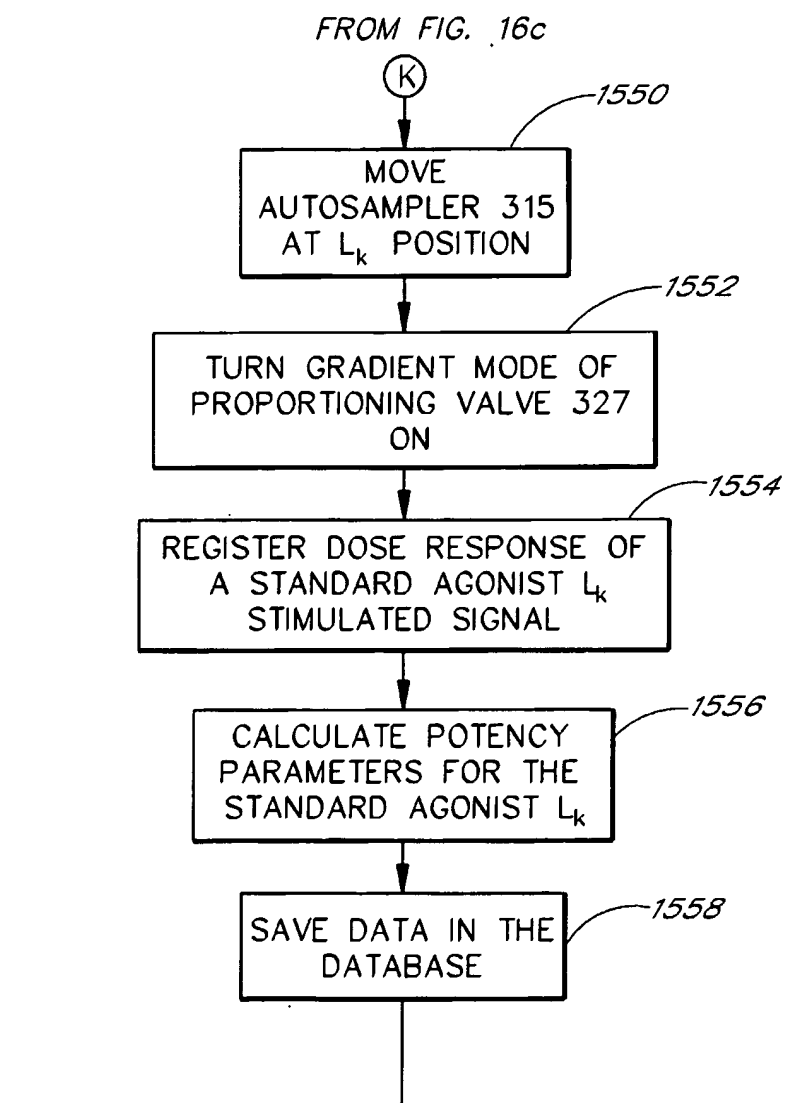 FROM FIG. 16c
K
1550
MOVE
AUTOSAMPLER 315
AT Lk POSITION
1552
TURN GRADIENT MODE OF
PROPORTIONING VALVE 327
ON
1554
REGISTER DOSE RESPONSE OF
A STANDARD AGONIST Lk
STIMULATED SIGNAL
1556
CALCULATE POTENCY
PARAMETERS FOR THE
STANDARD AGONIST Lk
1558
SAVE DATA IN THE
DATABASE